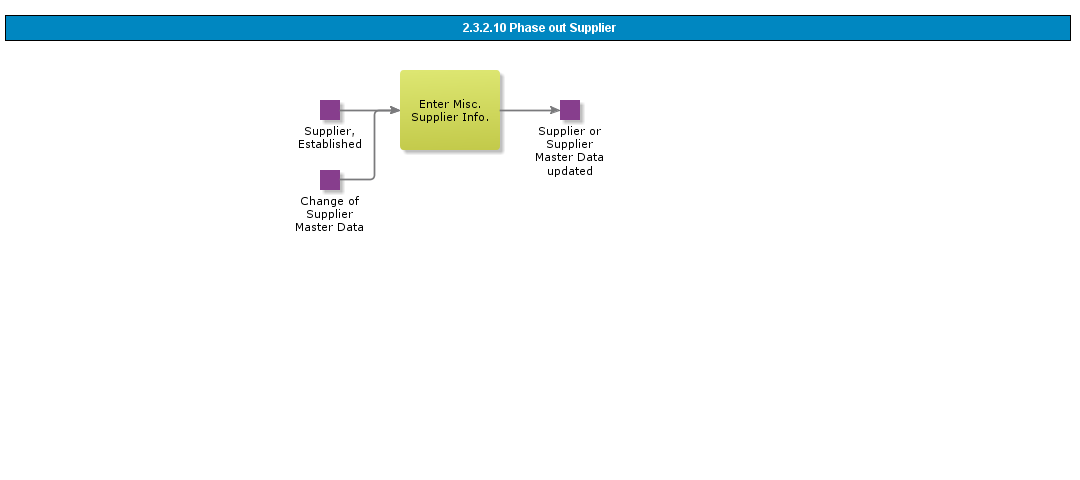 2.3.2.10 Phase out Supplier
Enter Misc.
Supplier Info.
Supplier,
Established
Supplier or
Supplier
Master Data
updated
Change of
Supplier
Master Data